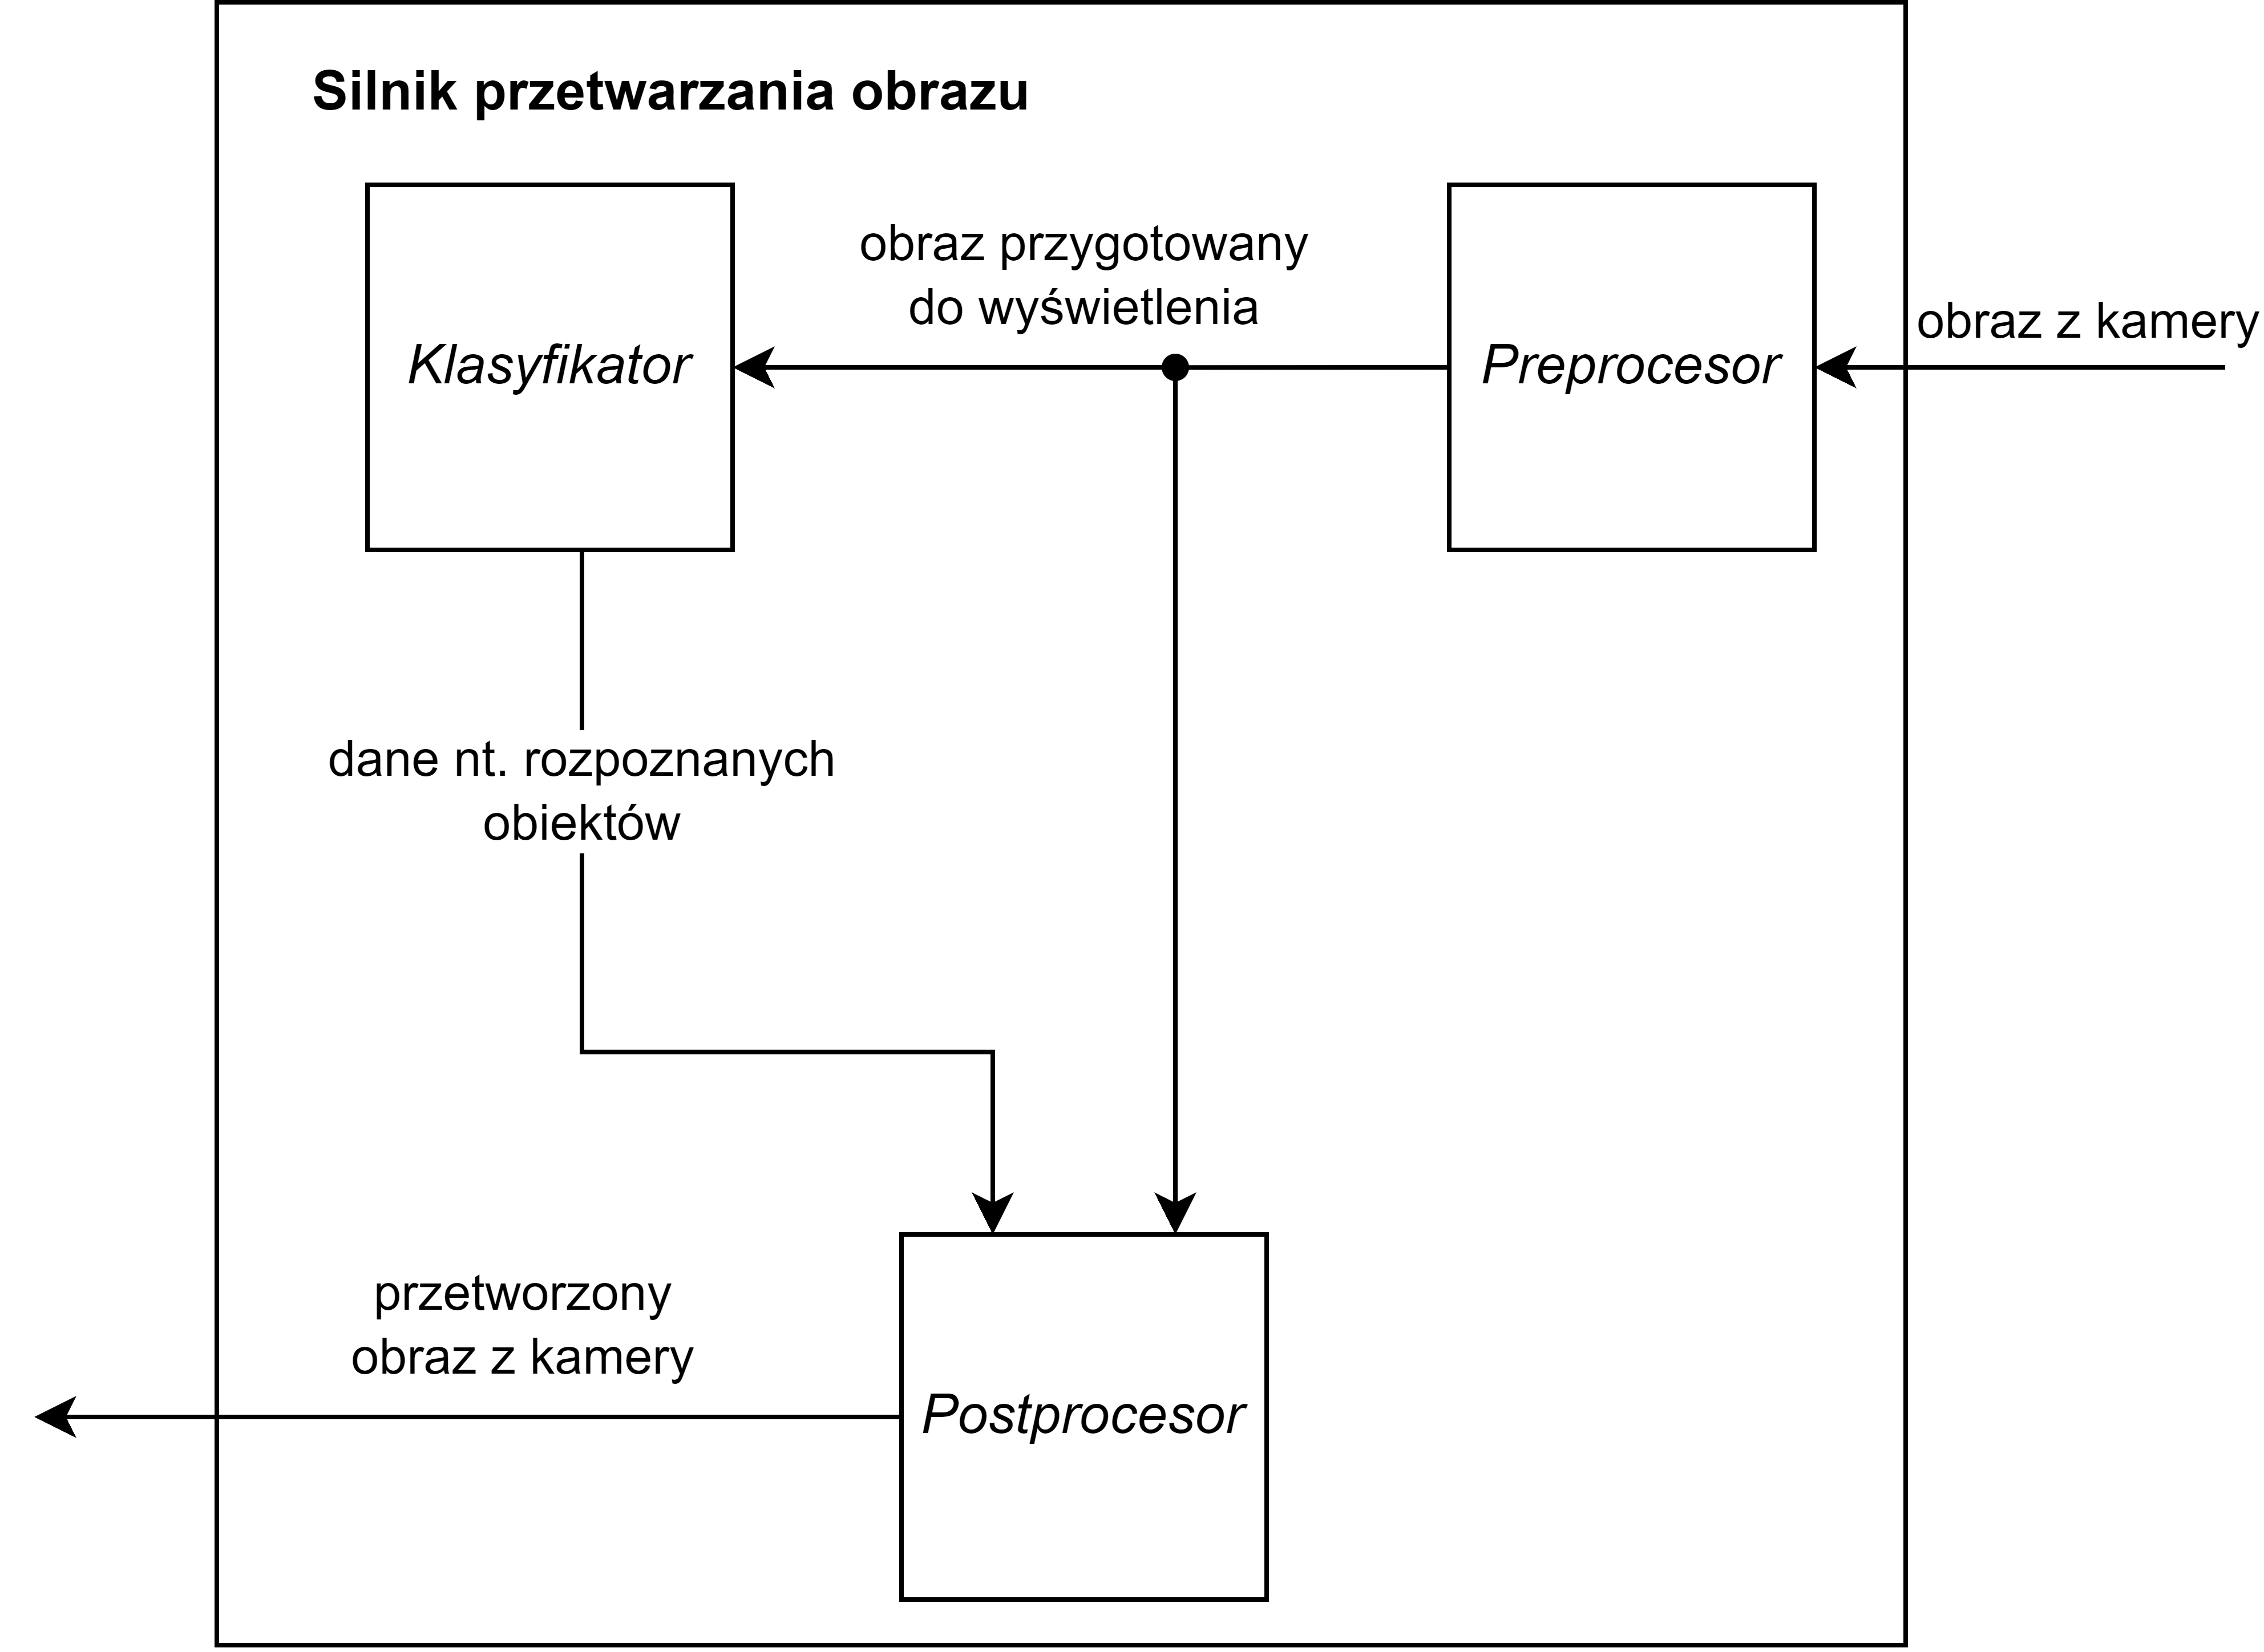 Silnik przetwarzania obrazu
obraz przygotowany
do wyświetlenia
obraz z kamery
Klasyfikator
Preprocesor
dane nt. rozpoznanych
obiektów
przetworzony
obraz z kamery
Postprocesor